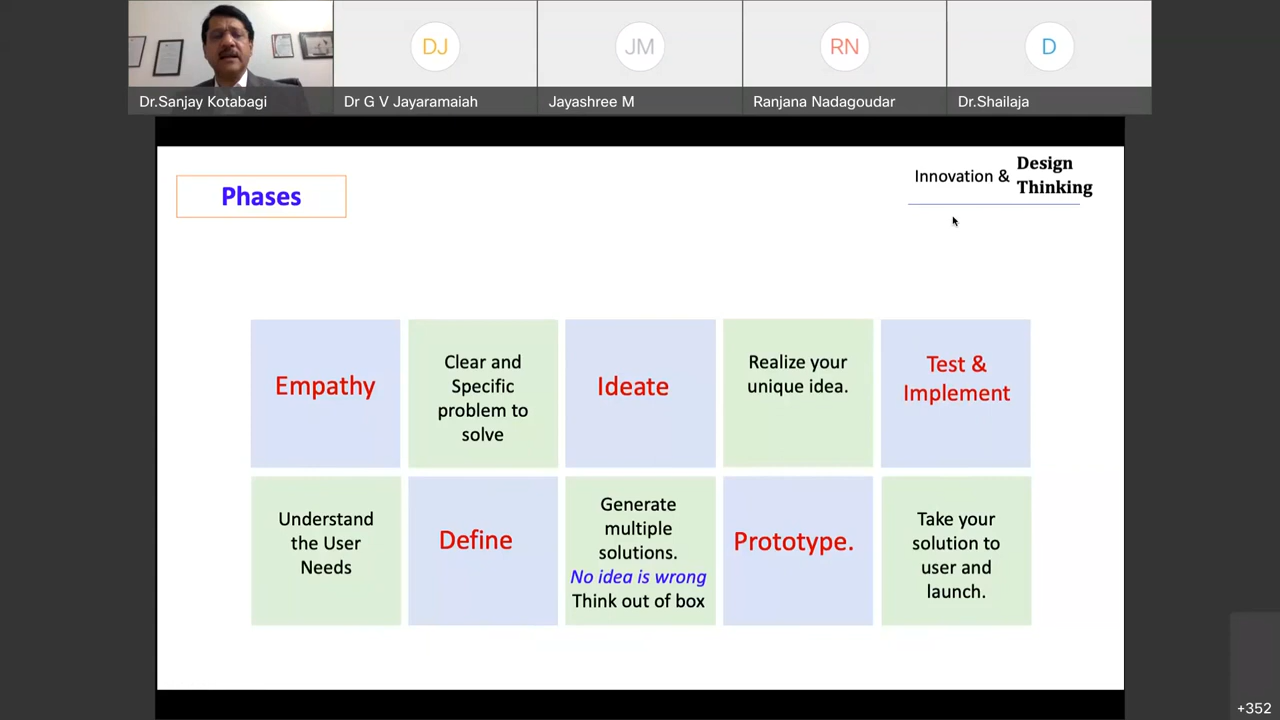 DJ
JM
RN
D
Dr.Sanjay Kotabagi
Dr G V Jayaramaiah
Jayashree M
Ranjana Nadagoudar
Dr.Shailaja
Phases
Innovation & Design
Thinking
Empathy
Clear and
Specific
problem to
solve
Ideate
Realize your
unique idea.
Test &
Implement
Understand
the User
Needs
Define
Generate
multiple
solutions.
No idea is wrong
Think out of box
Prototype.
Take your
solution to
user and
launch.
+352